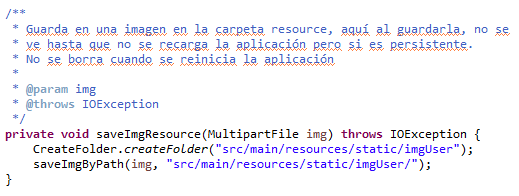 /**
 * Guarda en una imagen en la carpeta resource, aquí al guardarla, no se
 * ve hasta que no se recarga la aplicación pero si es persistente.
 * No se borra cuando se reinicia la aplicación
 *
 * @param img
 * @throws IOException
 */
private void saveImgResource(MultipartFile img) throws IOException {
    CreateFolder.createFolder("src/main/resources/static/imgUser");
    saveImgByPath(img, "src/main/resources/static/imgUser/");
}